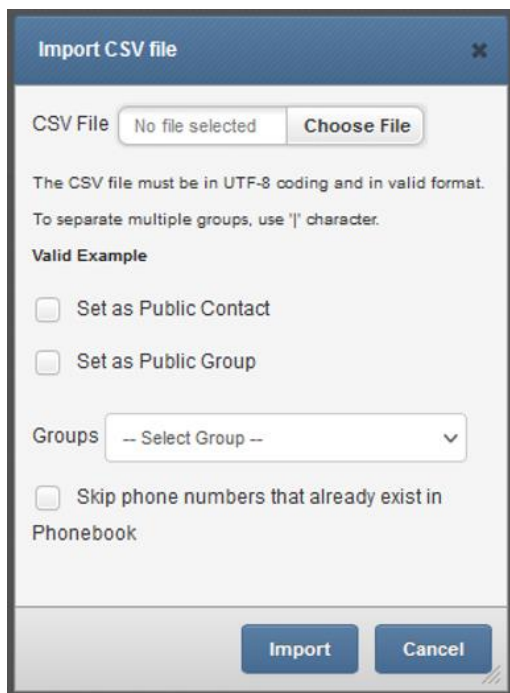 Import CSV file
CSV File No file selected Choose File
The CSV file must be in UTF-8 coding and in valid format.
To separate multiple groups, use '|' character.
Valid Example
Set as Public Contact
Set as Public Group
Groups -- Select Group --
Skip phone numbers that already exist in
Phonebook
Import Cancel